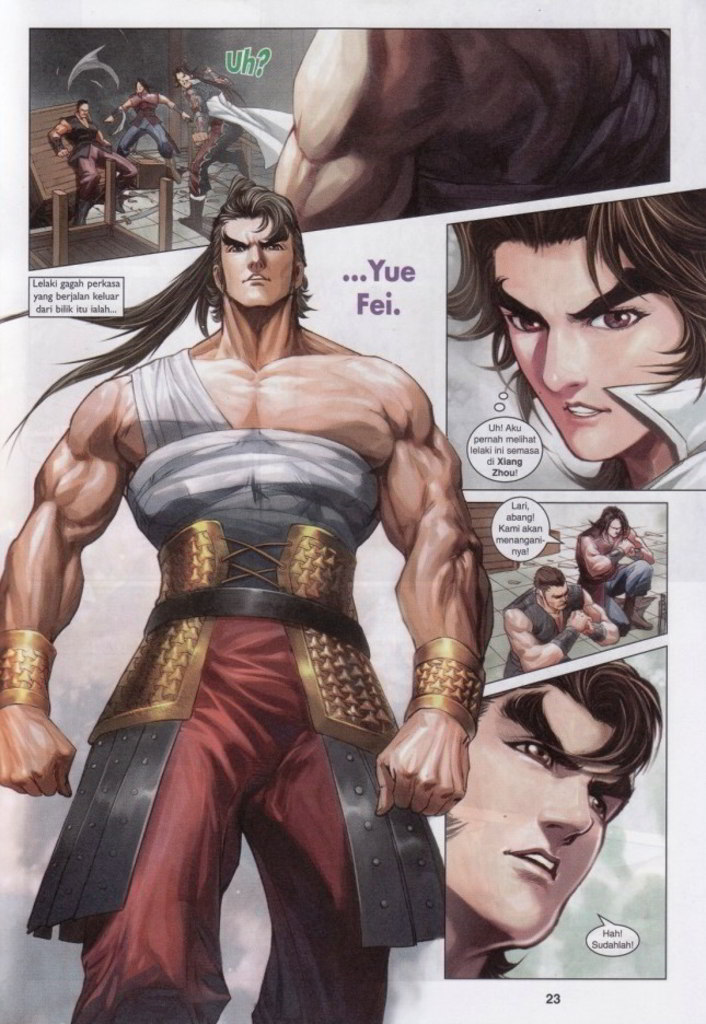 Uh?
Lelaki gagah perkasa
yang berjalan keluar
dari bilik itu ialah...
...Yue
Fei.
Uh! Aku
pernah melihat
lelaki ini semasa
di Xiang
Zhou!
Lari,
abang!
Kami akan
menangani-
nya!
Hah!
Sudahlah!
23